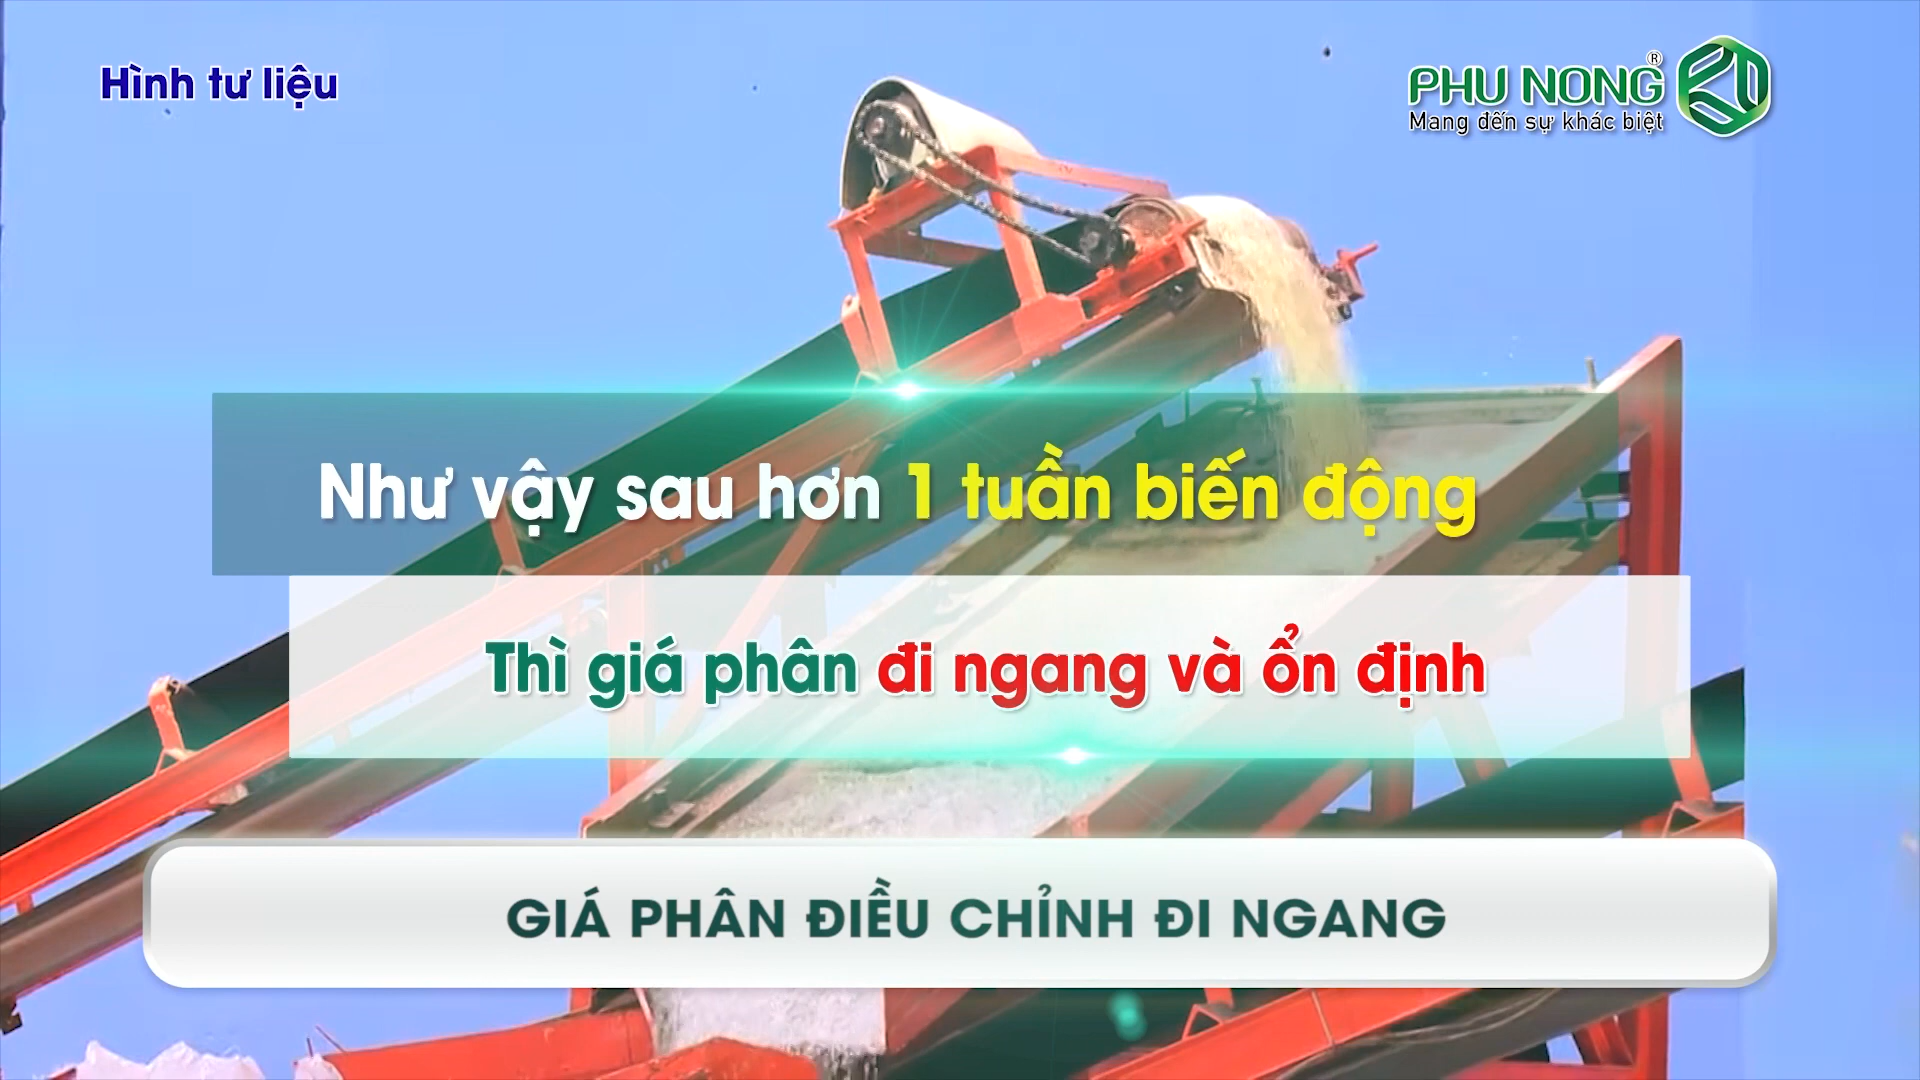 Hình tư liệu
PHU NONG®
Mang đến sự khác biệt
Như vậy sau hơn 1 tuần biến động
Thì giá phân đi ngang và ổn định
GIÁ PHÂN ĐIỀU CHỈNH ĐI NGANG